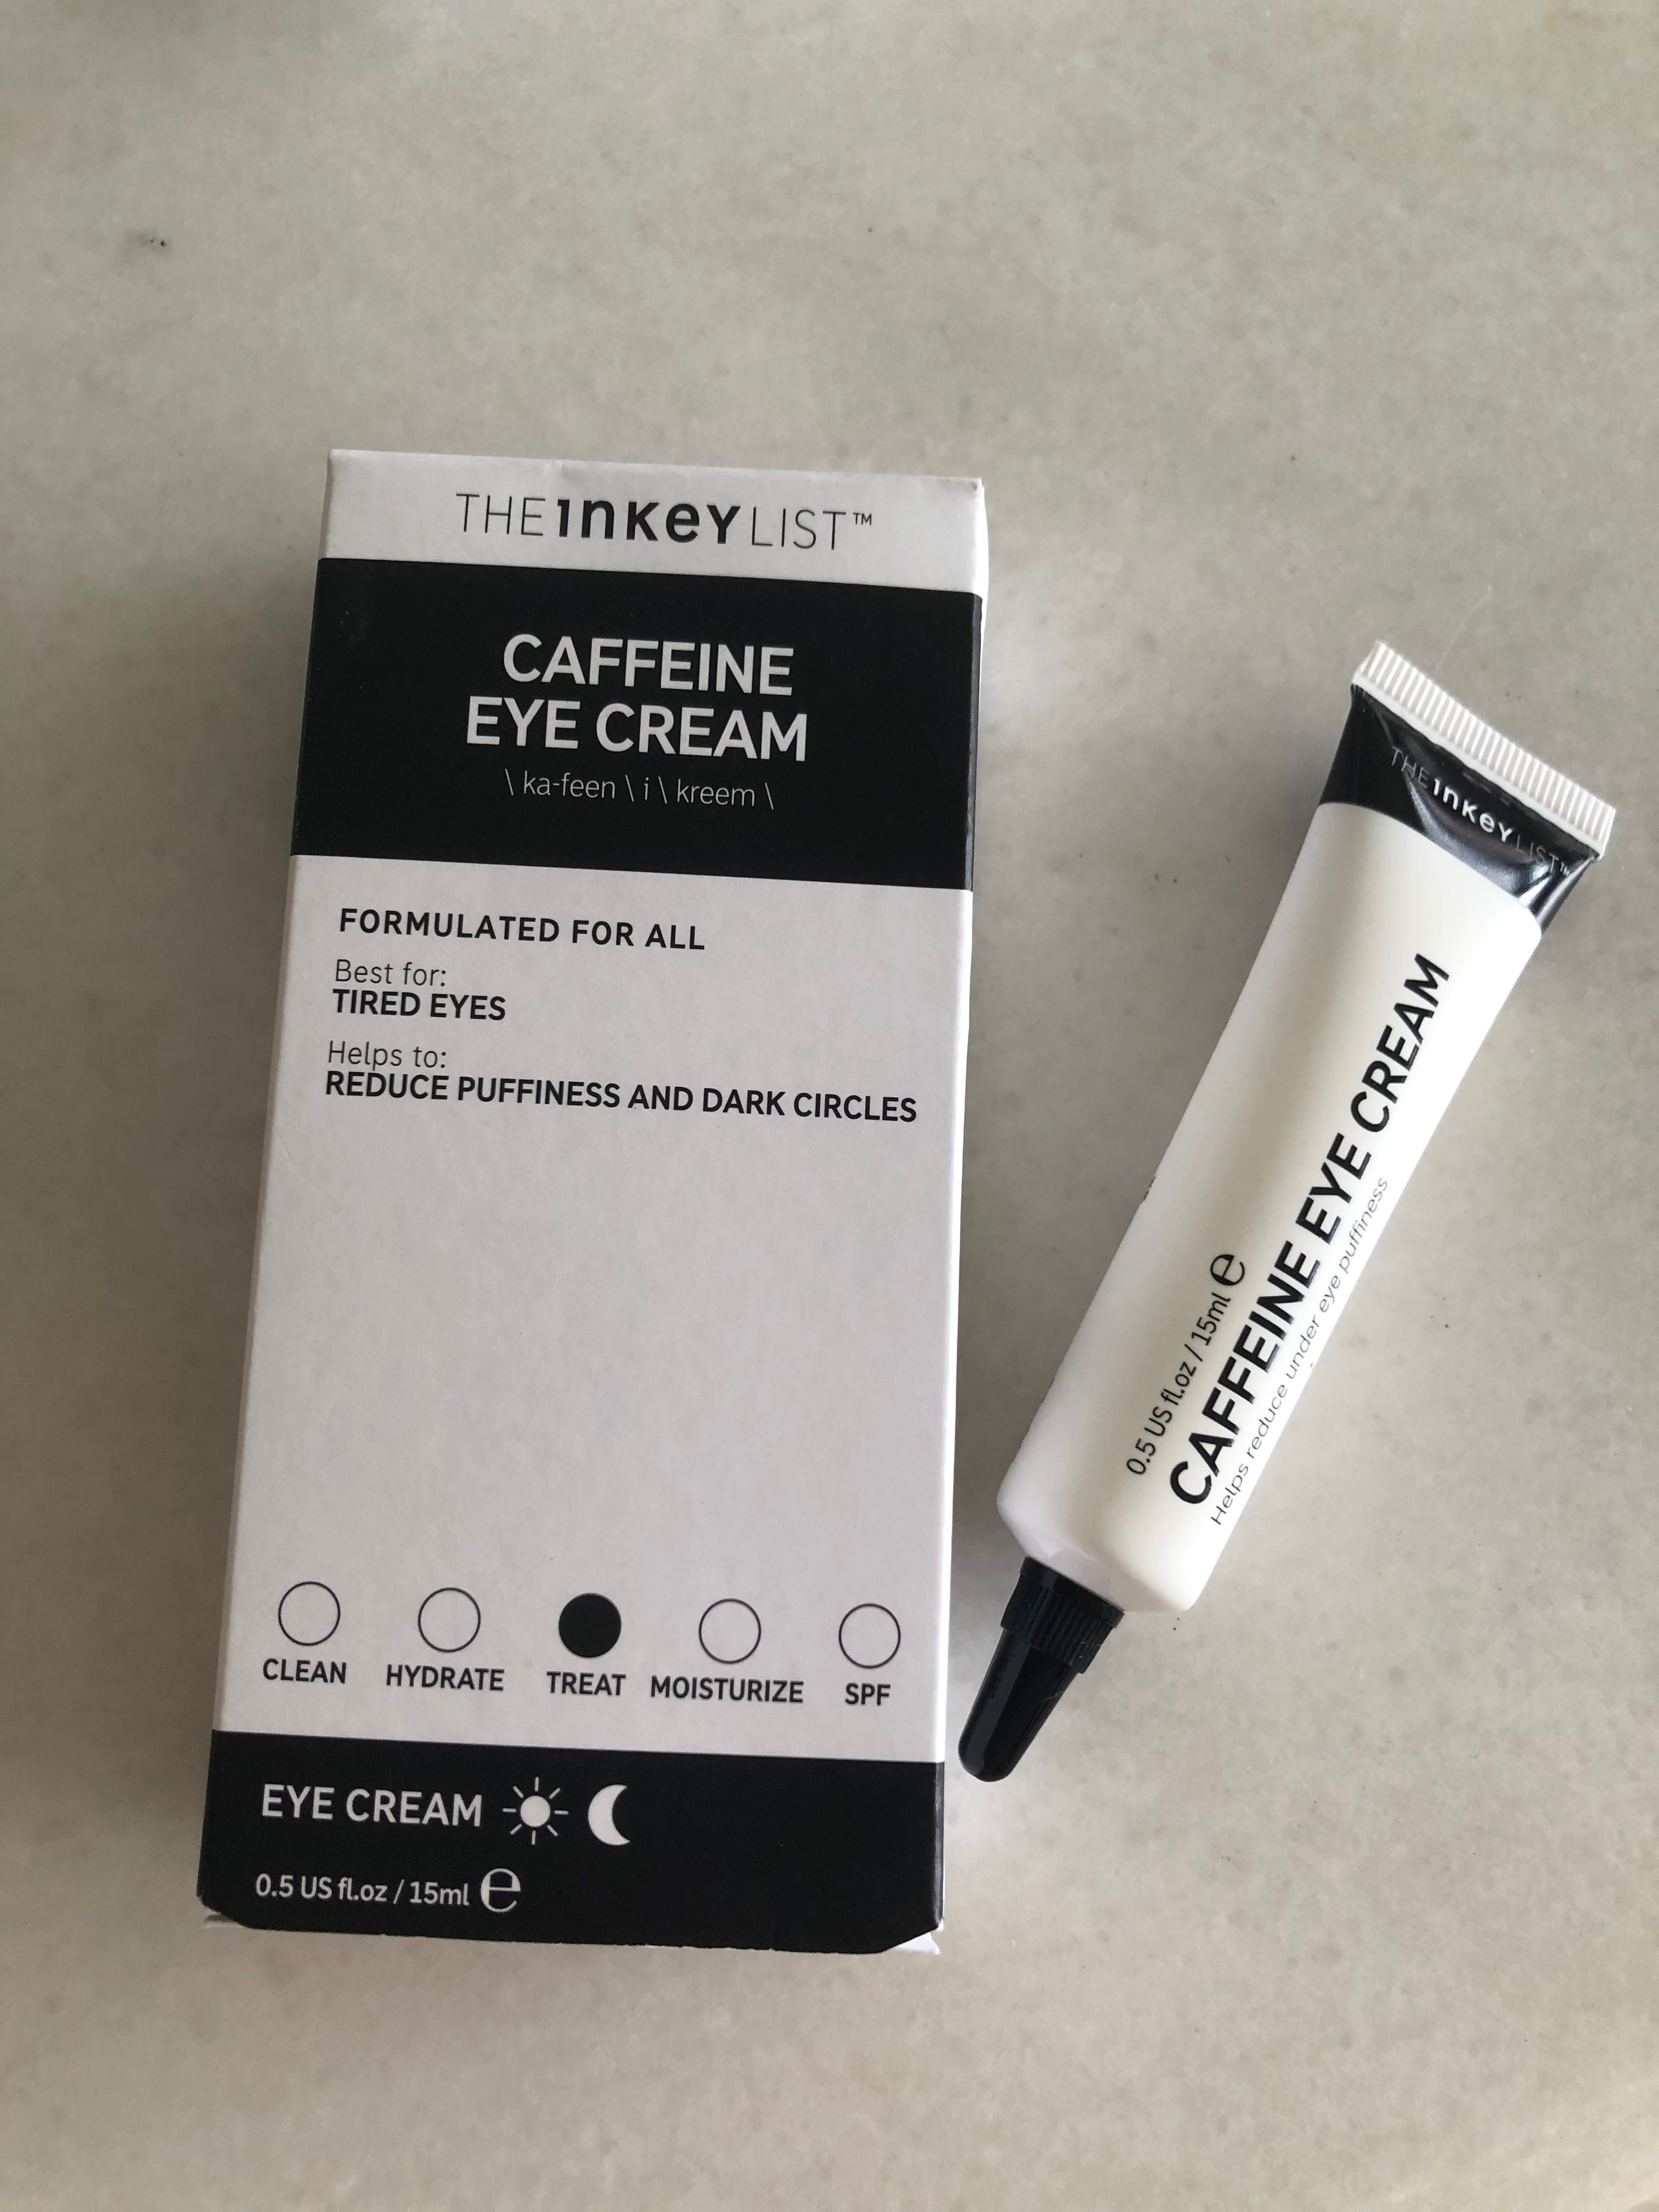 THE INKEY LIST™
CAFFEINE
EYE CREAM
\ ka-feen \ i \ kreem \
FORMULATED FOR ALL
Best for:
TIRED EYES
Helps to:
REDUCE PUFFINESS AND DARK CIRCLES
CLEAN HYDRATE TREAT MOISTURIZE SPF
EYE CREAM
0.5 US fl.oz / 15ml ℮
THE INKEY LIST™
0.5 US fl.oz / 15ml ℮
CAFFEINE EYE CREAM
Helps reduce under eye puffiness